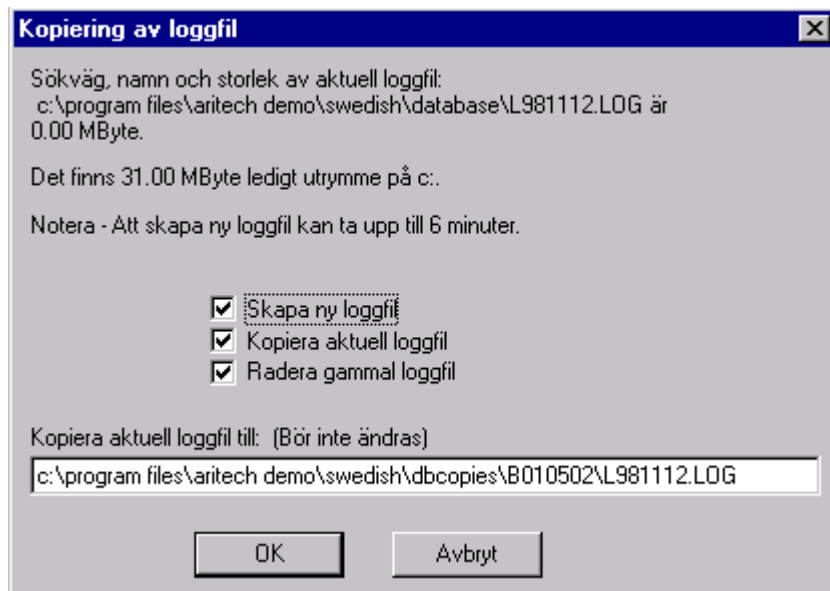 Kopiering av loggfil
Sökväg, namn och storlek av aktuell loggfil:
c:\program files\aritech demo\swedish\database\L981112.LOG är
0.00 MByte.
Det finns 31.00 MByte ledigt utrymme på c:.
Notera - Att skapa ny loggfil kan ta upp till 6 minuter.
Skapa ny loggfil
Kopiera aktuell loggfil
Radera gammal loggfil
Kopiera aktuell loggfil till: (Bör inte ändras)
c:\program files\aritech demo\swedish\dbcopies\B010502\L981112.LOG
OK Avbryt